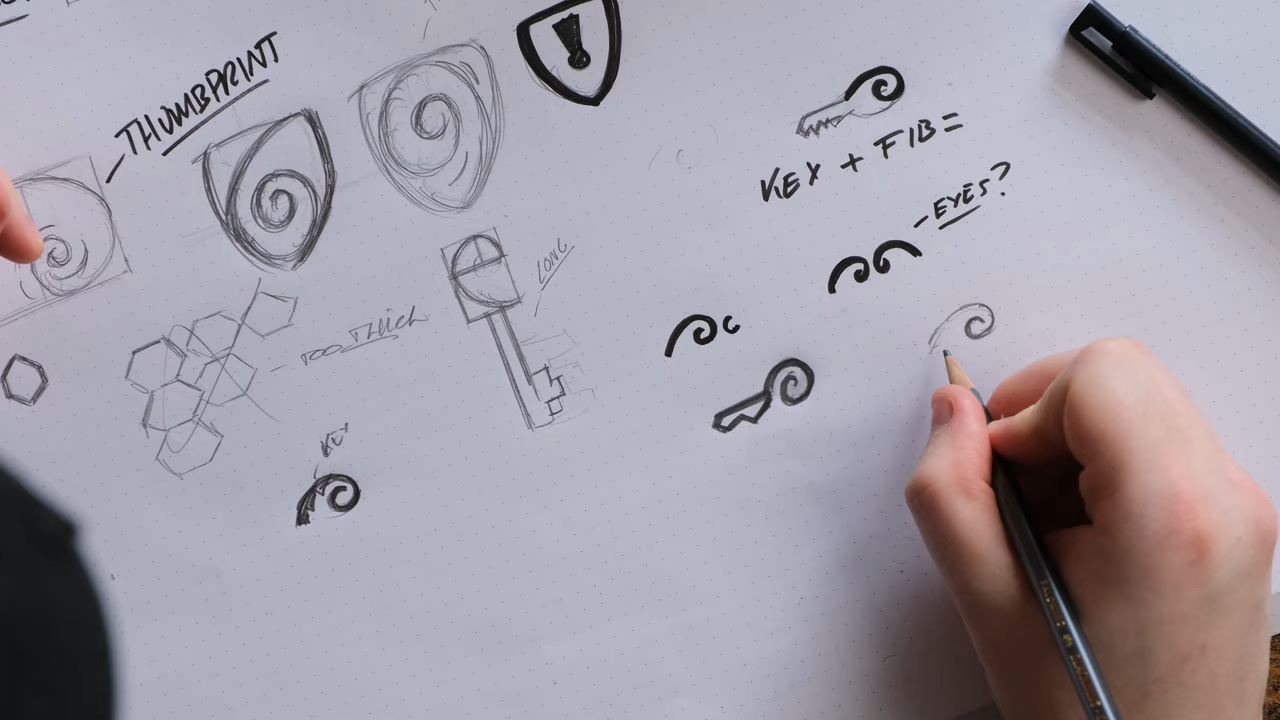 THUMBPRINT
KEY + FIB =
- EYES?
LONG
TOO THICK
KEY